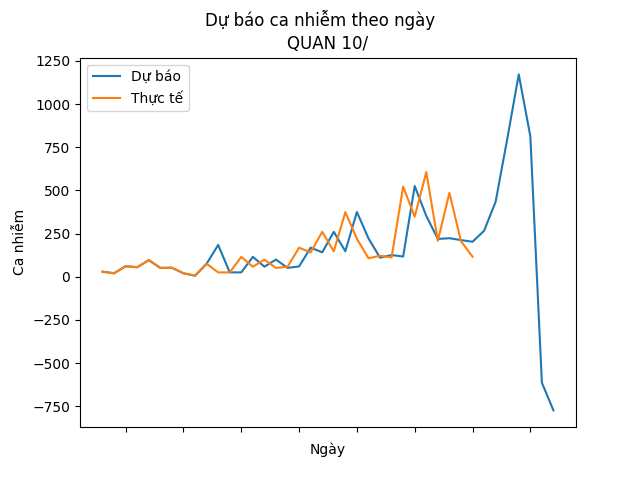 Dự báo ca nhiễm theo ngày
QUAN 10/
Dự báo
Thực tế
1250
1000
750
500
250
0
−250
−500
−750
Ca nhiễm
Ngày